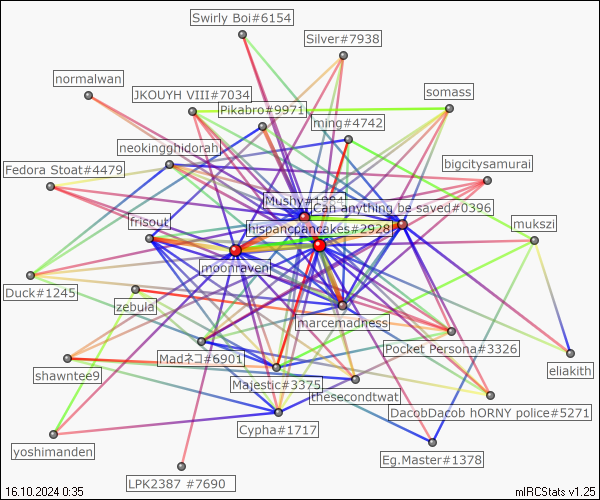 Swirly Boi#6154
Silver#7938
normalwan
JKOUYH VIII#7034
somass
Pikabro#9971
ming#4742
neokingghidorah
bigcitysamurai
Fedora Stoat#4479
Mushy#1984
Can anything be saved#0396
frisout
mukszi
hispancpancakes#2928
moonraveni
Duck#1245
zebula
marcemadness
Pocket Persona#3326
Madネコ#6901
eliakith
shawntee9
Majestic#3375
thesecondtwat
DacobDacob hORNY police#5271
Cypha#1717
yoshimanden
Eg.Master#1378
LPK2387 #7690
16.10.2024 0:35
mIRCStats v1.25